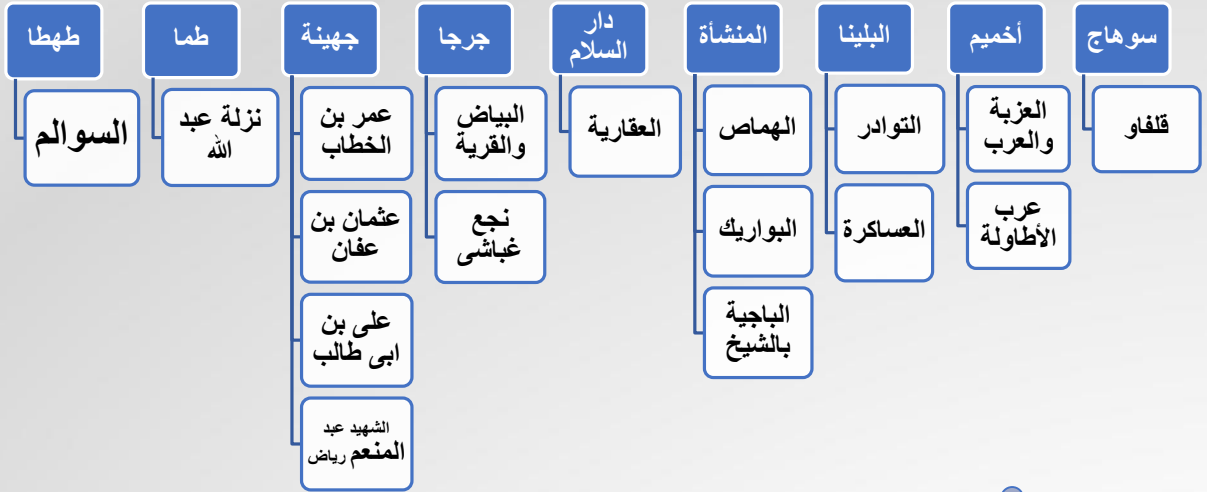 سوهاج
قلفاو
أخميم
العزبة
والعرب
عرب
الأطاولة
البلينا
التوادر
العساكرة
المنشأة
الهماص
البواريك
الباجية
بالشيخ
دار
السلام
العقارية
جرجا
البياض
والقرية
نجع
غباشى
جهينة
عمر بن
الخطاب
عثمان بن
عفان
على بن
ابى طالب
الشهيد عبد
المنعم رياض
طما
نزلة عبد
الله
طهطا
السوالم